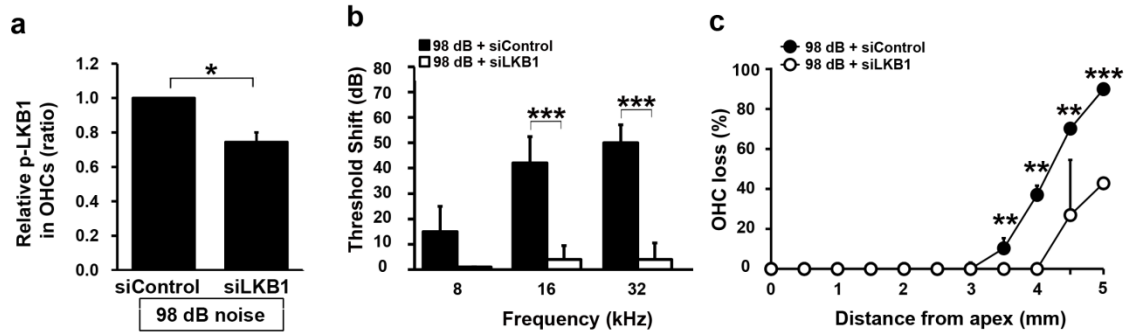 a
Relative p-LKB1
in OHCs (ratio)
1.2
1.0
0.8
0.6
0.4
0.2
0.0
*
siControl siLKB1
98 dB noise
b
98 dB + siControl
98 dB + siLKB1
Threshold Shift (dB)
80
70
60
50
40
30
20
10
0
*** ***
8 16 32
Frequency (kHz)
c
98 dB + siControl
98 dB + siLKB1
OHC loss (%)
100
80
60
40
20
0
**
**
**
***
0 1 2 3 4 5
Distance from apex (mm)